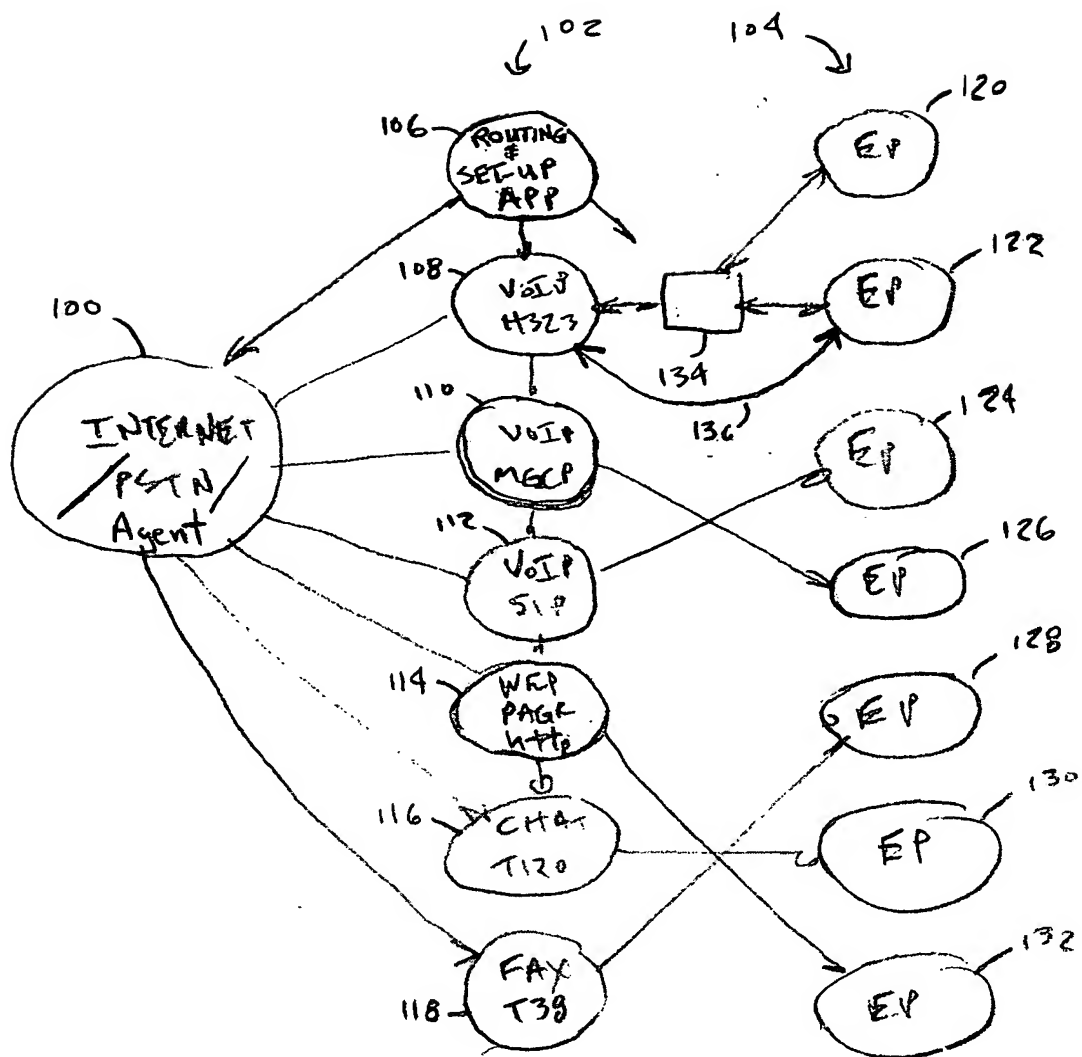 102
104
120
106
ROUTING
&
SET-UP
APP
EP
108
VOIP
H323
122
EP
100
INTERNET
/PSTN/
Agent
134
136
110
VOIP
MGCP
124
EP
112
VOIP
SIP
126
EP
114
WEP
PAGE
http
128
EP
116
CHAT
T120
130
EP
118
FAX
T38
132
EP